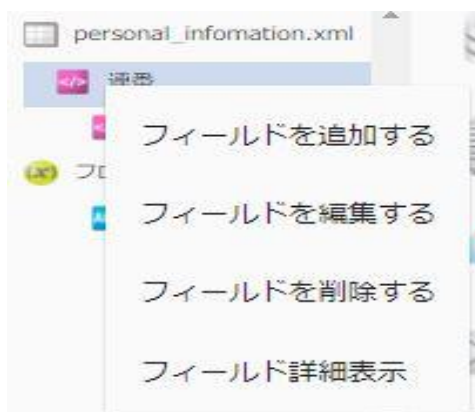 personal_infomation.xml
連番
フィールドを追加する
フィールドを編集する
フィールドを削除する
フィールド詳細表示